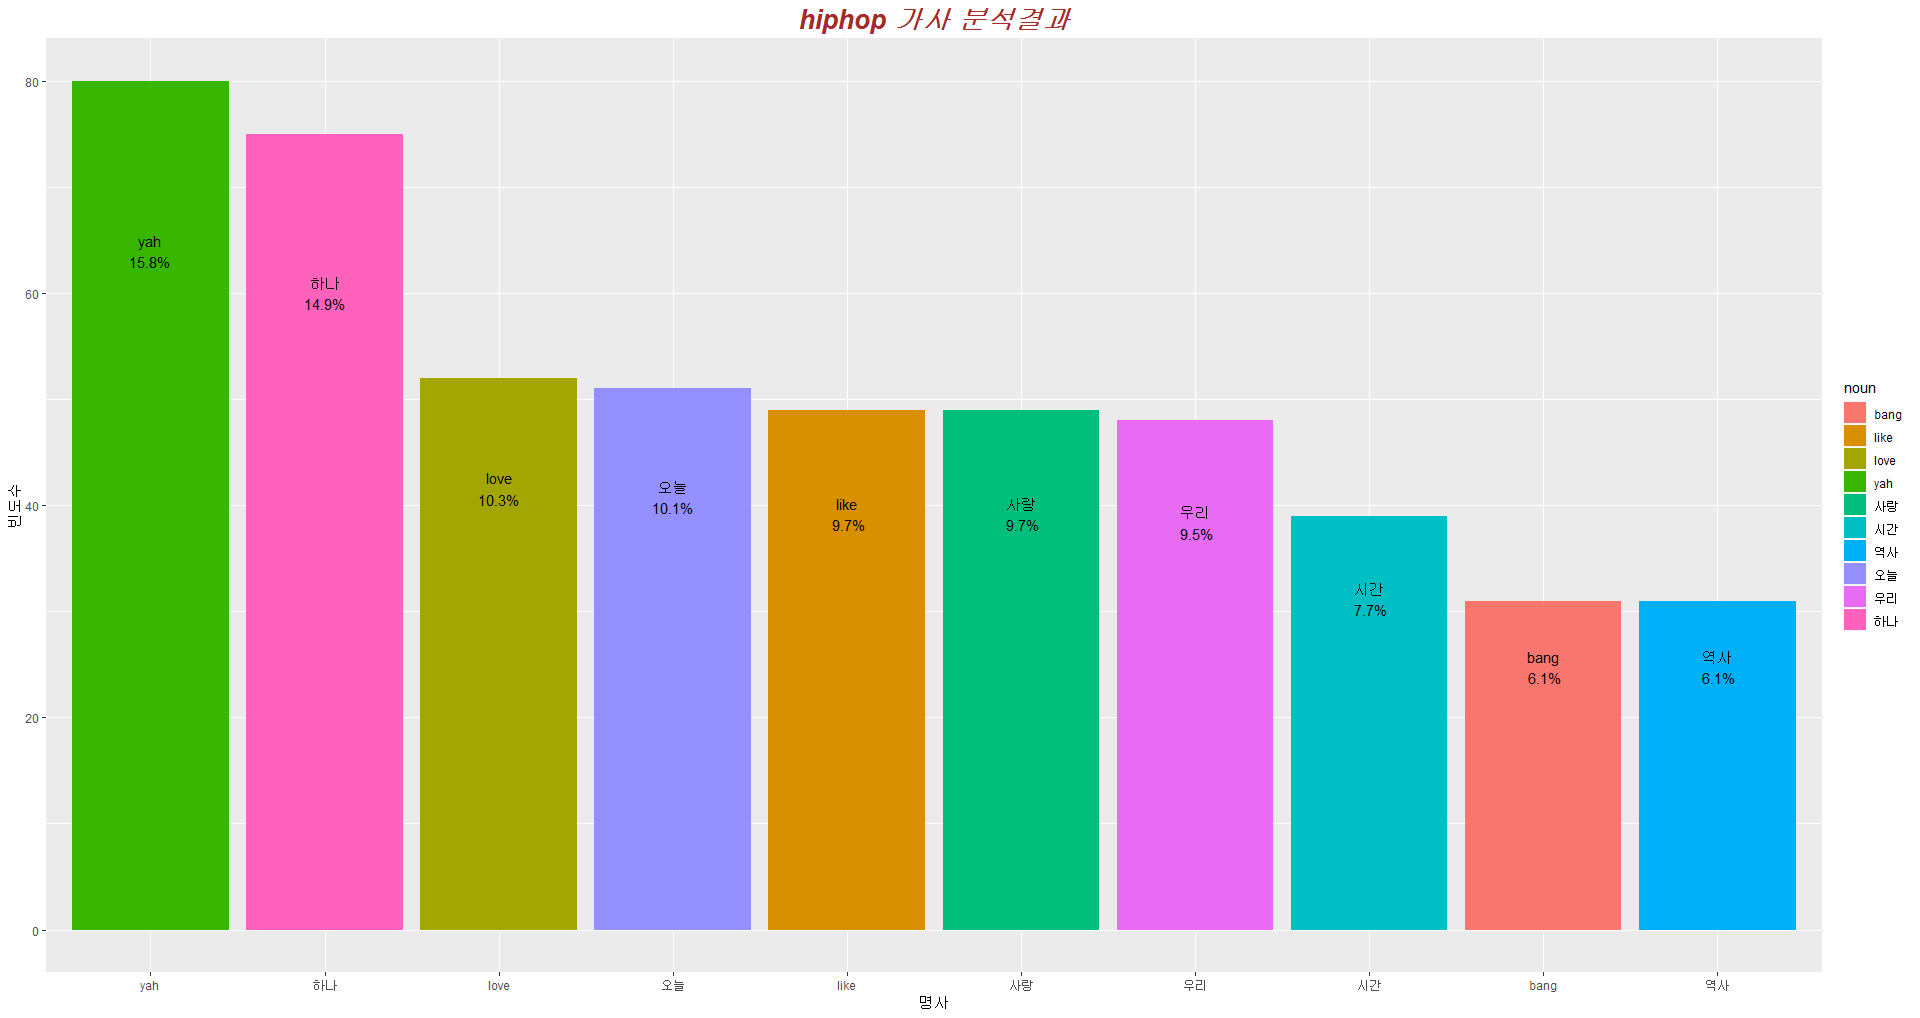 hiphop 가사 분석결과
빈도수
80
60
40
20
0
yah
15.8%
하나
14.9%
love
10.3%
오늘
10.1%
like
9.7%
사랑
9.7%
우리
9.5%
시간
7.7%
bang
6.1%
역사
6.1%
yah 하나 love 오늘 like 사랑 우리 시간 bang 역사
명사
noun
bang
like
love
yah
사랑
시간
역사
오늘
우리
하나